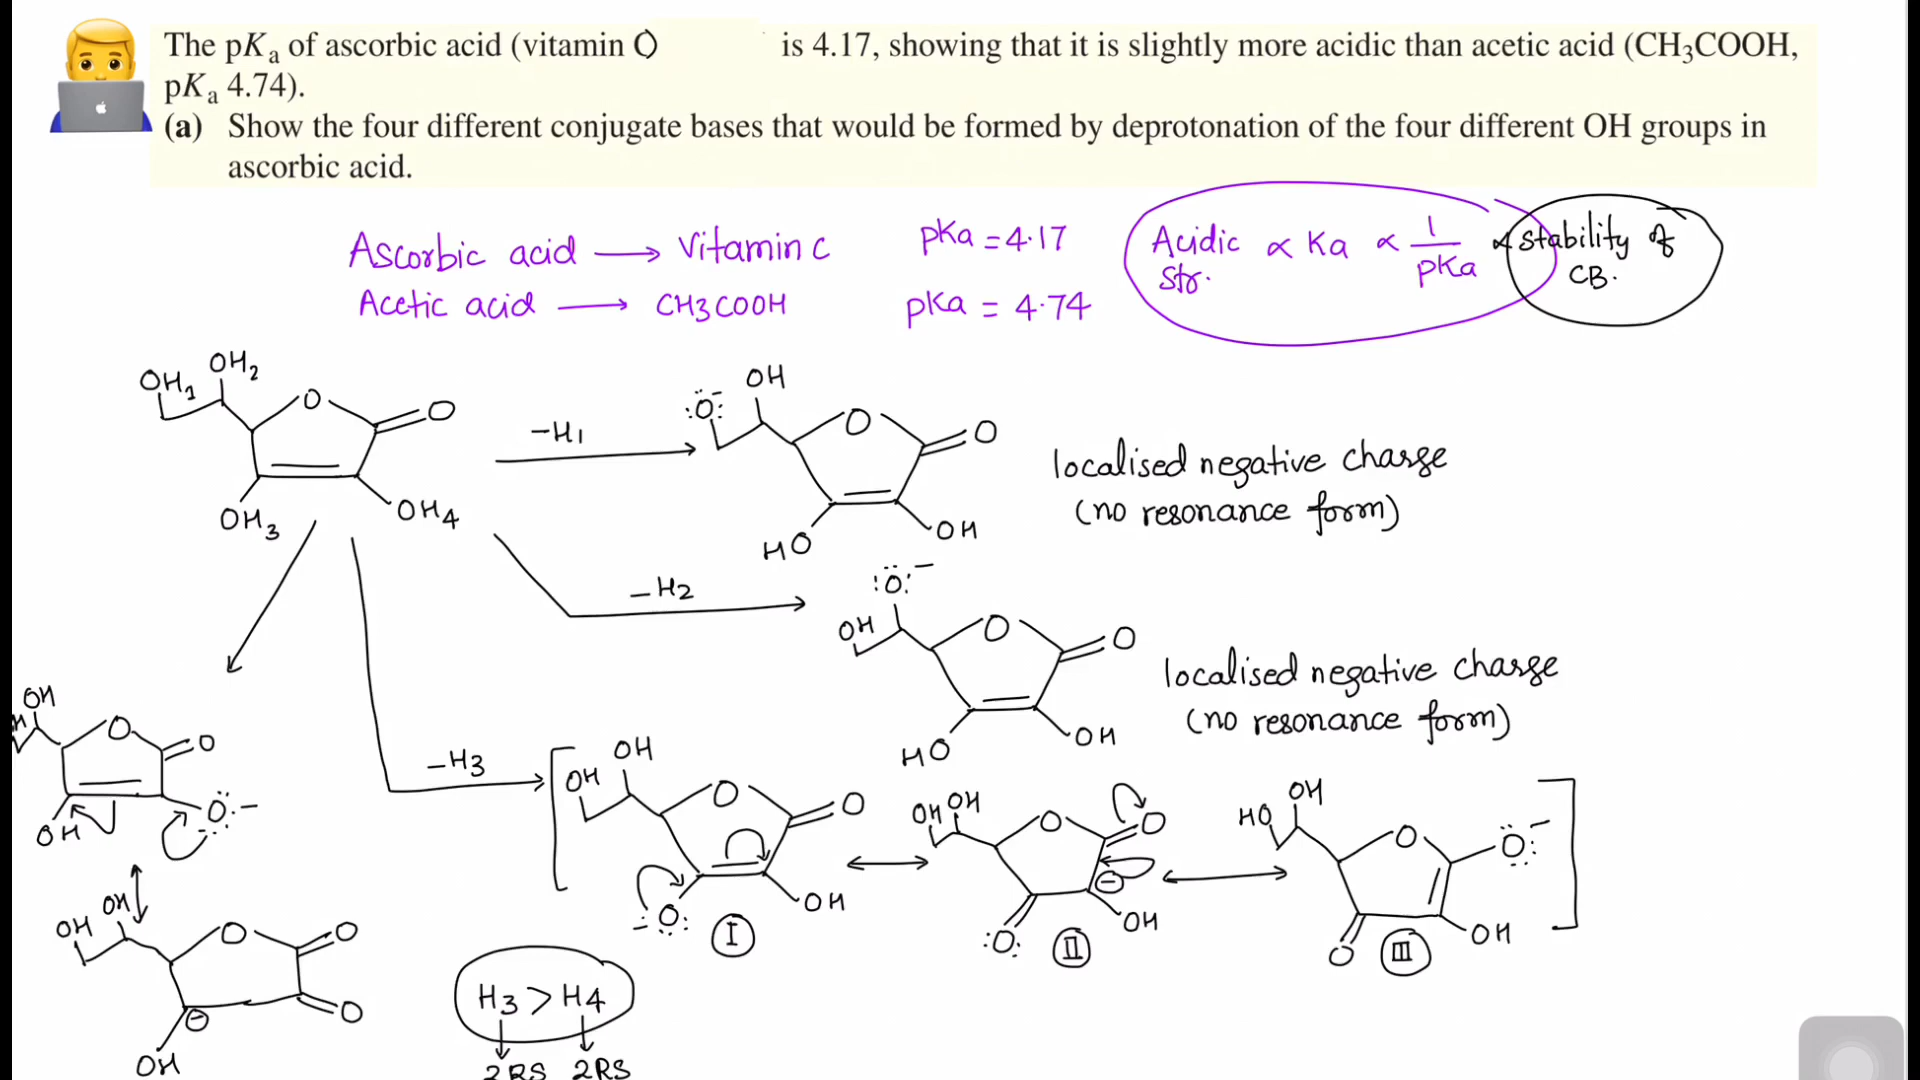 The pKa of ascorbic acid (vitamin C) is 4.17, showing that it is slightly more acidic than acetic acid (CH3COOH,
pKa 4.74).
(a) Show the four different conjugate bases that would be formed by deprotonation of the four different OH groups in
ascorbic acid.
Ascorbic acid ⟶ Vitamin C pKa = 4.17
Acetic acid ⟶ CH3COOH pKa = 4.74
Acidic str. ∝ Ka ∝ 1/pKa ∝ stability of CB.
OH1 OH2 O O
OH3 OH4
-H1
:Ö:⁻ OH O O
HO OH
localised negative charge
(no resonance form)
-H2
:Ö:⁻
OH O O
HO OH
localised negative charge
(no resonance form)
OH
O O
OH Ö:⁻
-H3
OH OH O O
⁻:Ö: OH
I
OH OH O O
:O: ⊖ OH
II
HO OH O Ö:⁻
O OH
III
OH OH O O
⊖ O
OH
H3 > H4
2RS 2RS